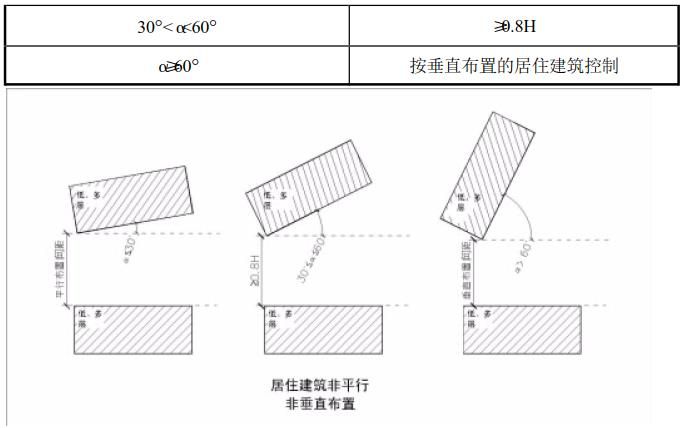 30°< α<60°
≥0.8H
α≥60°
按垂直布置的居住建筑控制
低、多
层
低、多
层
低、多
层
α≤30
30≤α≤60
α> 60
平行布置间距
≥0.8H
垂直布置间距
低、多
层
低、多
层
低、多
层
居住建筑非平行
非垂直布置